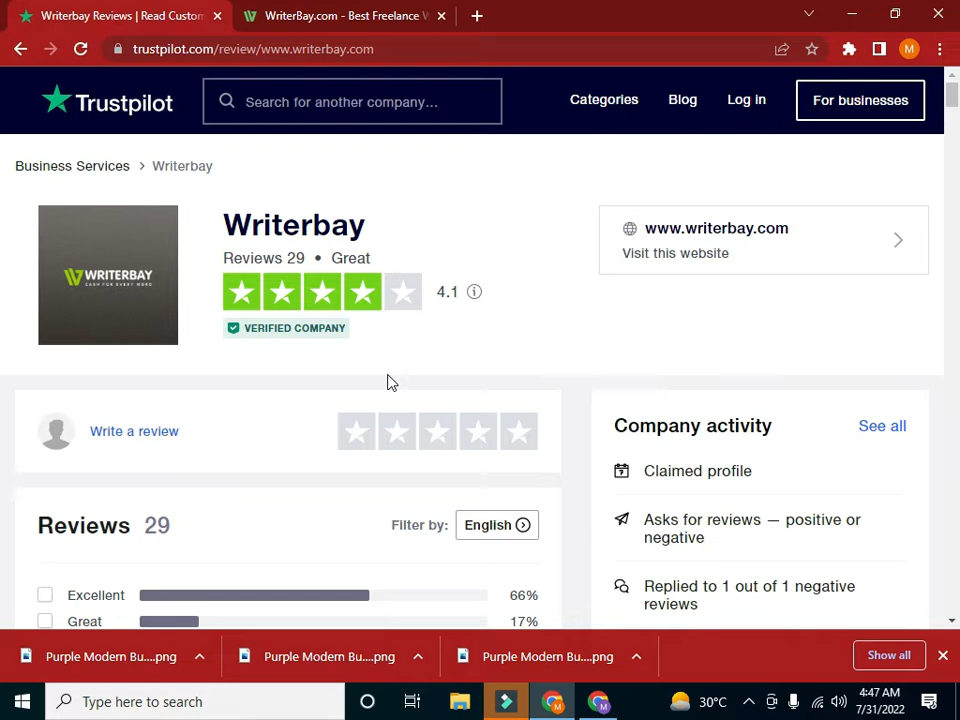 Writerbay Reviews | Read Custom
WriterBay.com - Best Freelance W
trustpilot.com/review/www.writerbay.com
M
Trustpilot
Search for another company...
Categories
Blog
Log in
For businesses
Business Services > Writerbay
WRITERBAY
CASH FOR EVERY WORD
Writerbay
Reviews 29 • Great
4.1
VERIFIED COMPANY
www.writerbay.com
Visit this website
Write a review
Company activity
See all
Claimed profile
Asks for reviews — positive or
negative
Replied to 1 out of 1 negative
reviews
Reviews 29
Filter by:
English
Excellent
66%
Great
17%
Purple Modern Bu....png
Purple Modern Bu....png
Purple Modern Bu....png
Show all
Type here to search
30°C
4:47 AM
7/31/2022